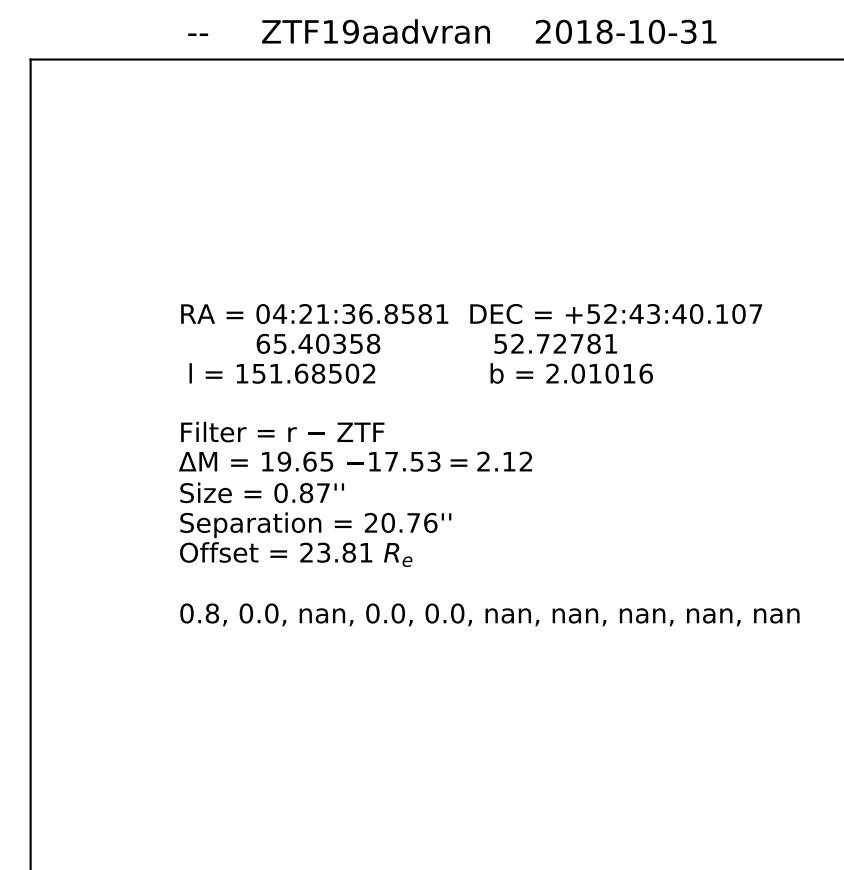 -- ZTF19aadvran 2018-10-31
RA = 04:21:36.8581 DEC = +52:43:40.107
65.40358 52.72781
l = 151.68502 b = 2.01016
Filter = r − ZTF
ΔM = 19.65 −17.53 = 2.12
Size = 0.87''
Separation = 20.76''
Offset = 23.81 Re
0.8, 0.0, nan, 0.0, 0.0, nan, nan, nan, nan, nan